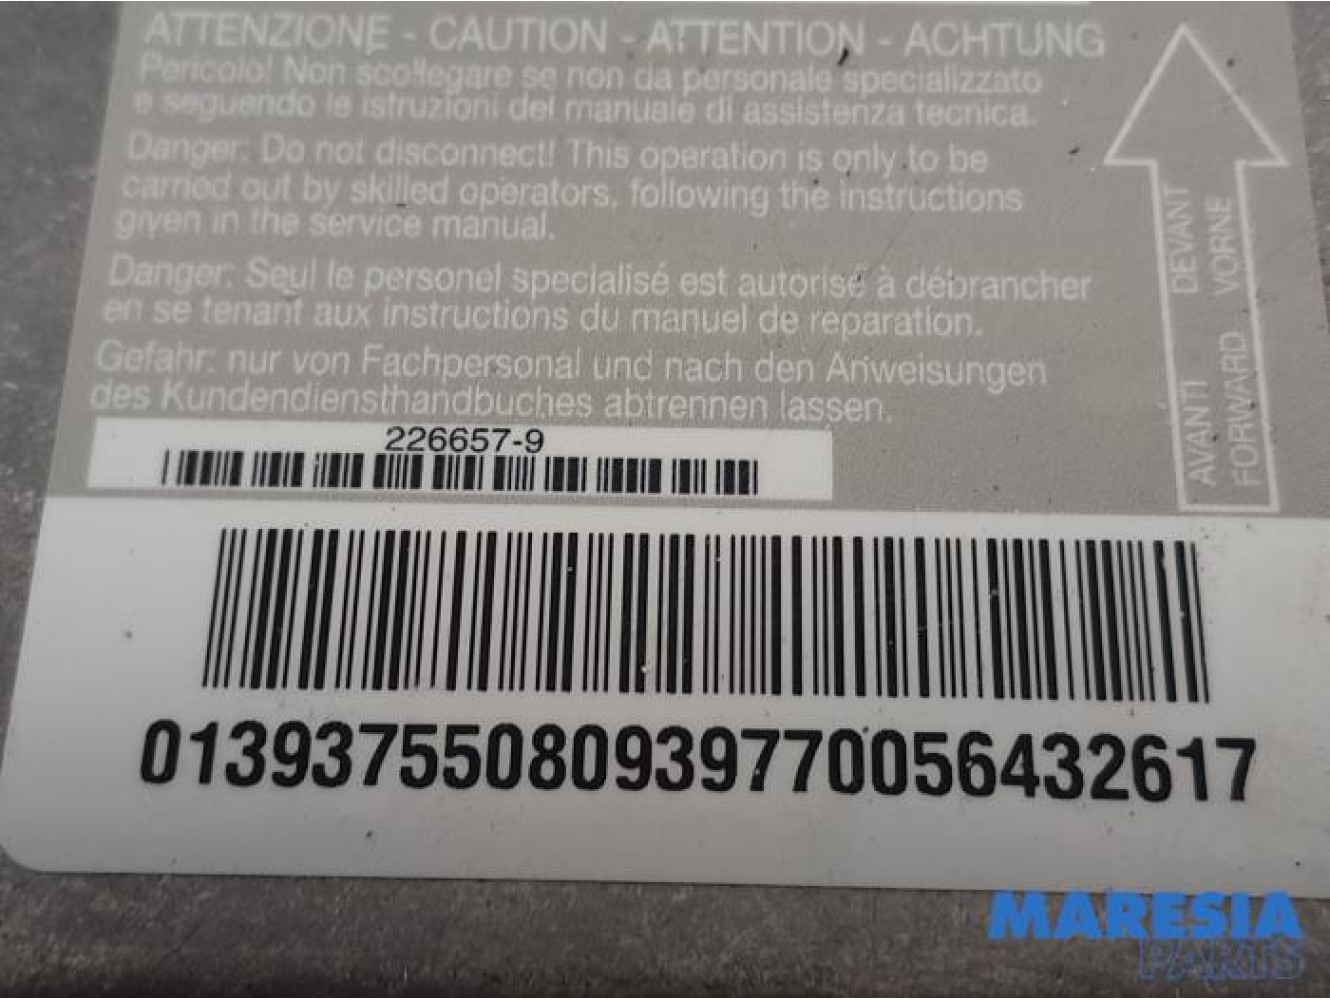 ATTENZIONE - CAUTION - ATTENTION - ACHTUNG
Pericolo! Non scollegare se non da personale specializzato
e seguendo le istruzioni del manuale di assistenza tecnica.
Danger: Do not disconnect! This operation is only to be
carried out by skilled operators, following the instructions
given in the service manual.
Danger: Seul le personel specialisé est autorisé à débrancher
en se tenant aux instructions du manuel de reparation.
Gefahr: nur von Fachpersonal und nach den Anweisungen
des Kundendiensthandbuches abtrennen lassen.
AVANTI DEVANT
FORWARD VORNE
226657-9
01393755080939770056432617
MARESIA
PARTS